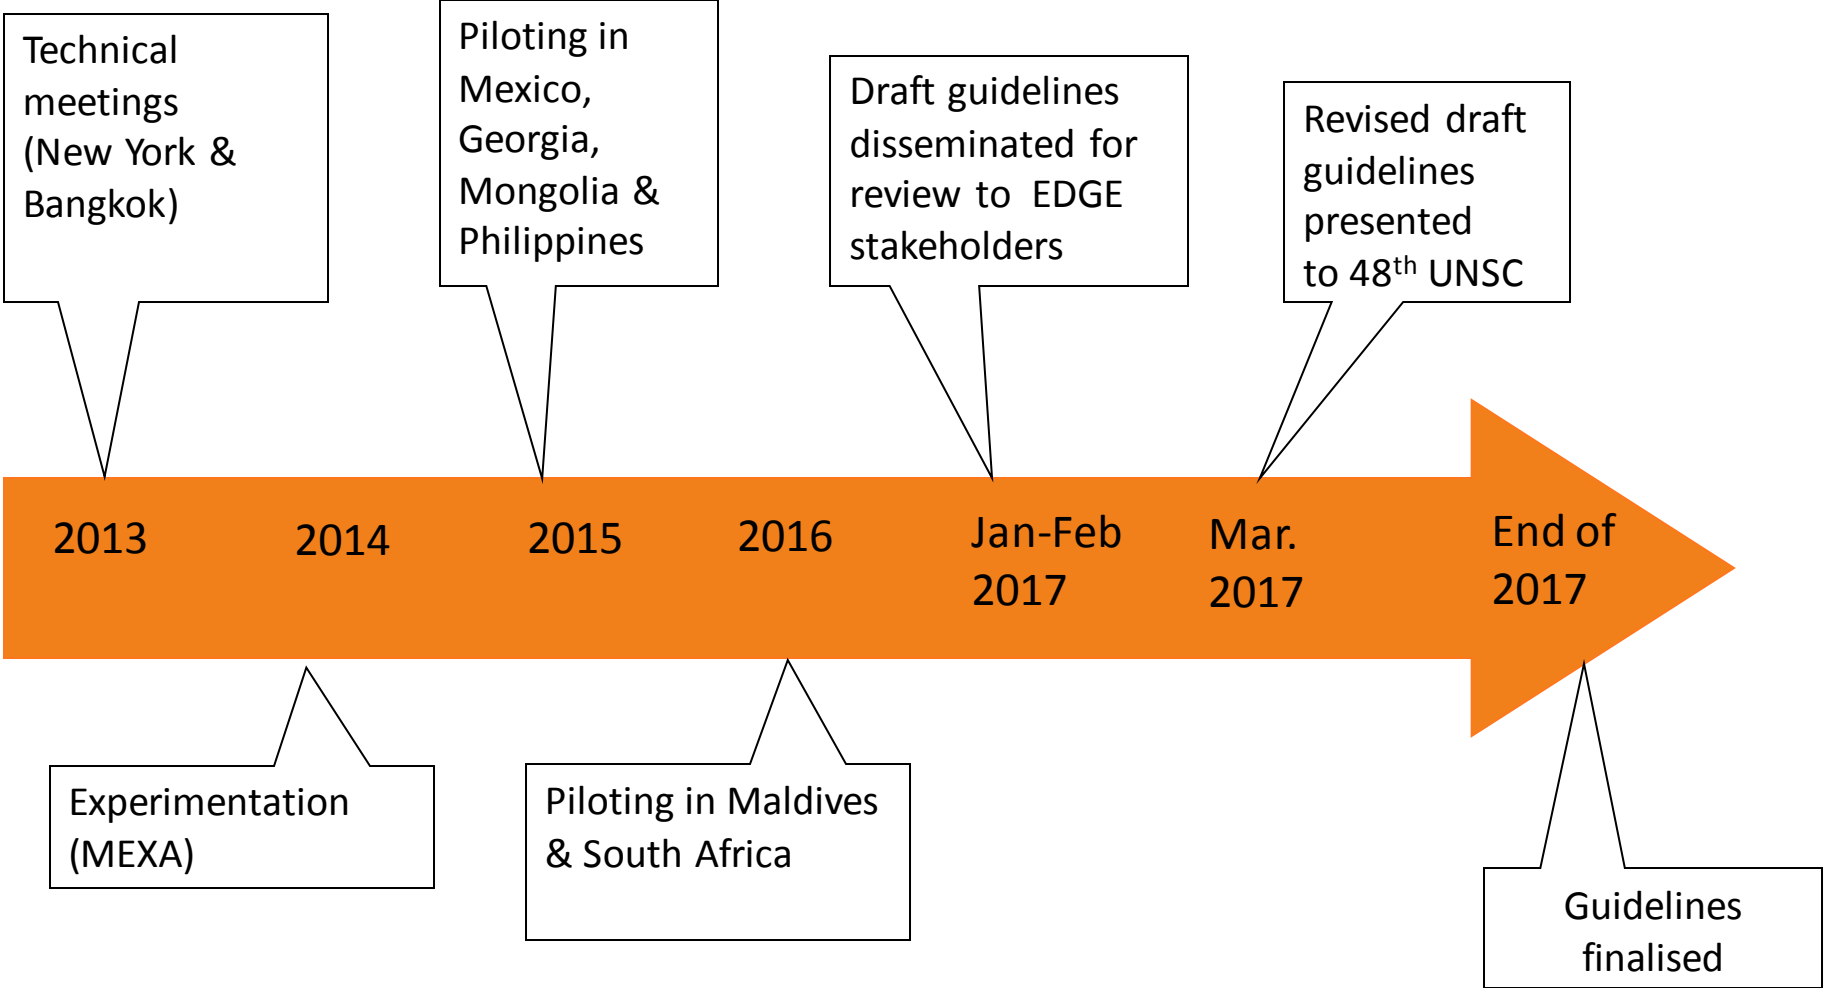 Technical
meetings
(New York &
Bangkok)
Piloting in
Mexico,
Georgia,
Mongolia &
Philippines
Draft guidelines
disseminated for
review to EDGE
stakeholders
Revised draft
guidelines
presented
to 48th UNSC
2013
2014
2015
2016
Jan-Feb
2017
Mar.
2017
End of
2017
Experimentation
(MEXA)
Piloting in Maldives
& South Africa
Guidelines
finalised